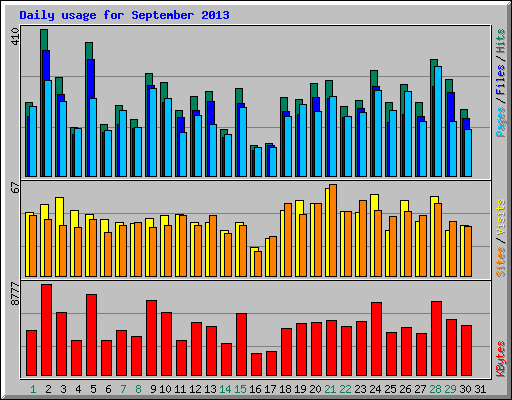 Daily usage for September 2013
410
Pages / Files / Hits
67
Sites / Visits
8777
KBytes
1 2 3 4 5 6 7 8 9 10 11 12 13 14 15 16 17 18 19 20 21 22 23 24 25 26 27 28 29 30 31